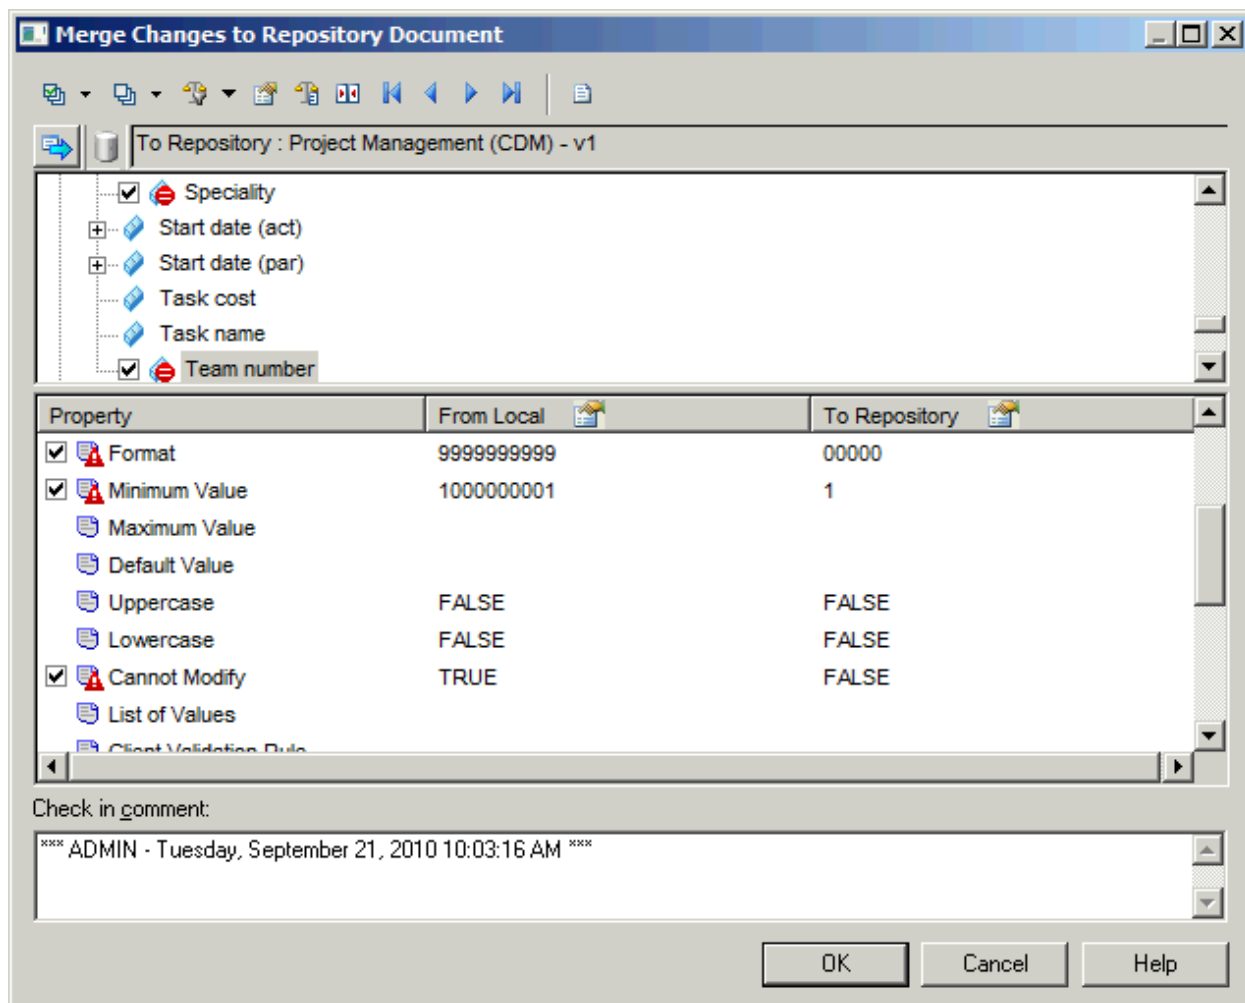 Merge Changes to Repository Document
To Repository : Project Management (CDM) - v1
Speciality
Start date (act)
Start date (par)
Task cost
Task name
Team number
Property From Local To Repository
Format 9999999999 00000
Minimum Value 1000000001 1
Maximum Value
Default Value
Uppercase FALSE FALSE
Lowercase FALSE FALSE
Cannot Modify TRUE FALSE
List of Values
Client Validation Rule
Check in comment:
*** ADMIN - Tuesday, September 21, 2010 10:03:16 AM ***
OK Cancel Help